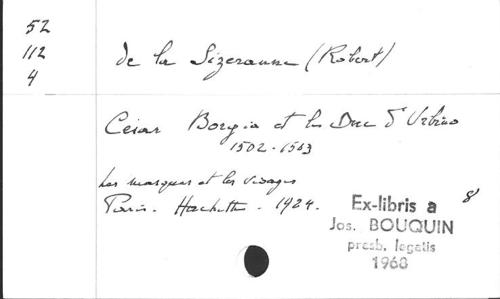 52
112
4
de la Sizeranne (Robert)
César Borgia et le Duc d'Urbino
1502-1503
Les masques et les visages
Paris. Hachette. 1924.
8
Ex-libris a
Jos. BOUQUIN
presb. legatis
1968